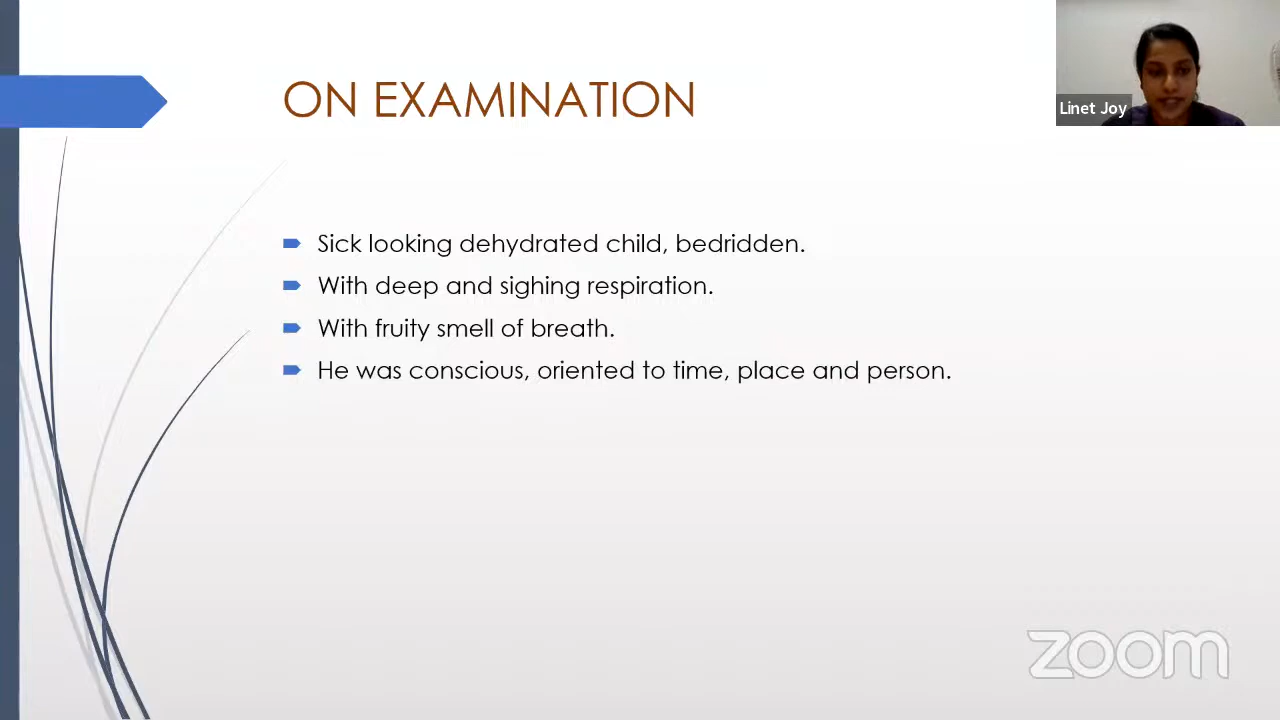 ON EXAMINATION
Linet Joy
Sick looking dehydrated child, bedridden.
With deep and sighing respiration.
With fruity smell of breath.
He was conscious, oriented to time, place and person.
zoom